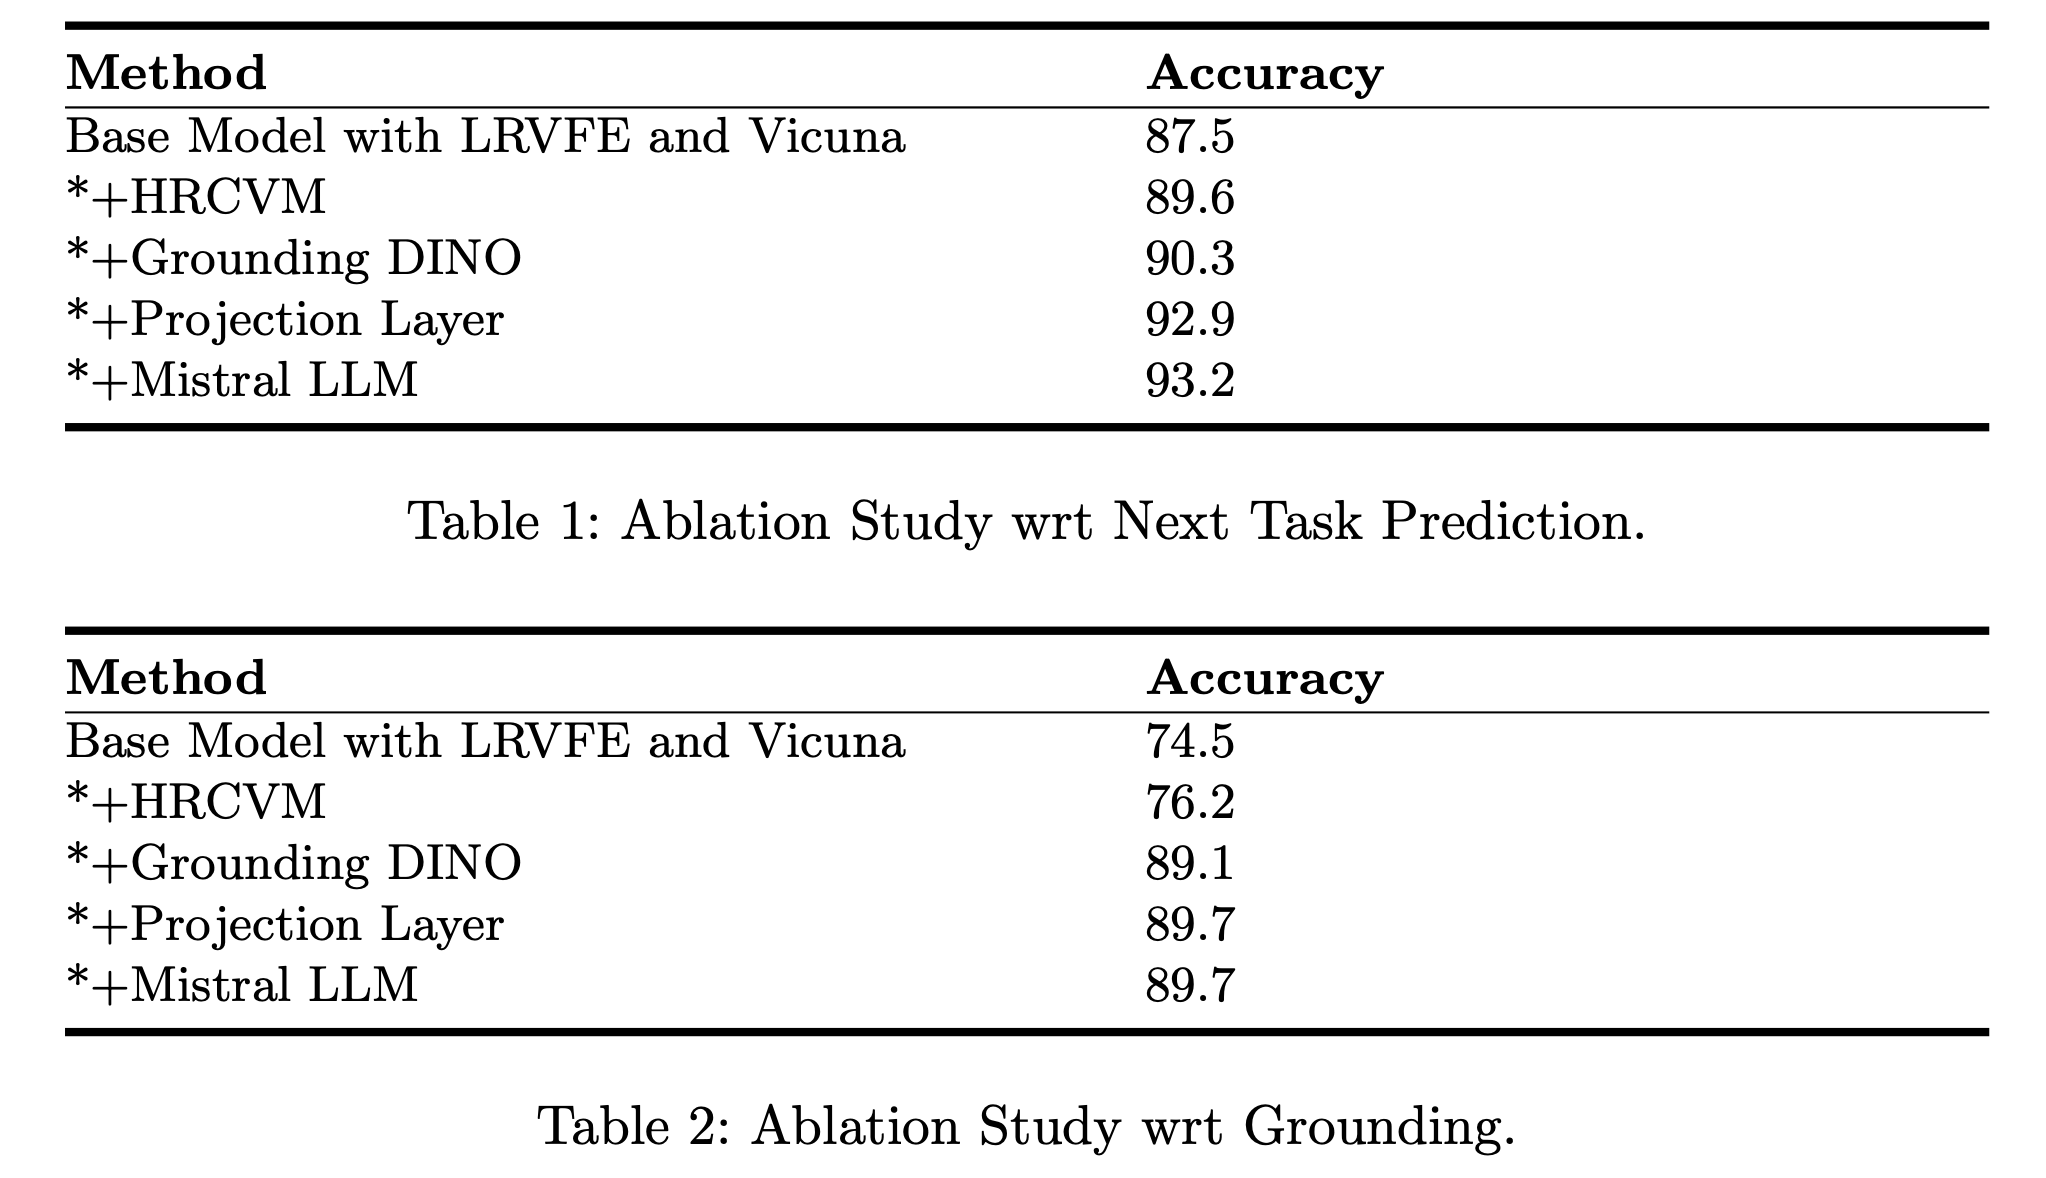 Method Accuracy
Base Model with LRVFE and Vicuna 87.5
*+HRCVM 89.6
*+Grounding DINO 90.3
*+Projection Layer 92.9
*+Mistral LLM 93.2
Table 1: Ablation Study wrt Next Task Prediction.
Method Accuracy
Base Model with LRVFE and Vicuna 74.5
*+HRCVM 76.2
*+Grounding DINO 89.1
*+Projection Layer 89.7
*+Mistral LLM 89.7
Table 2: Ablation Study wrt Grounding.